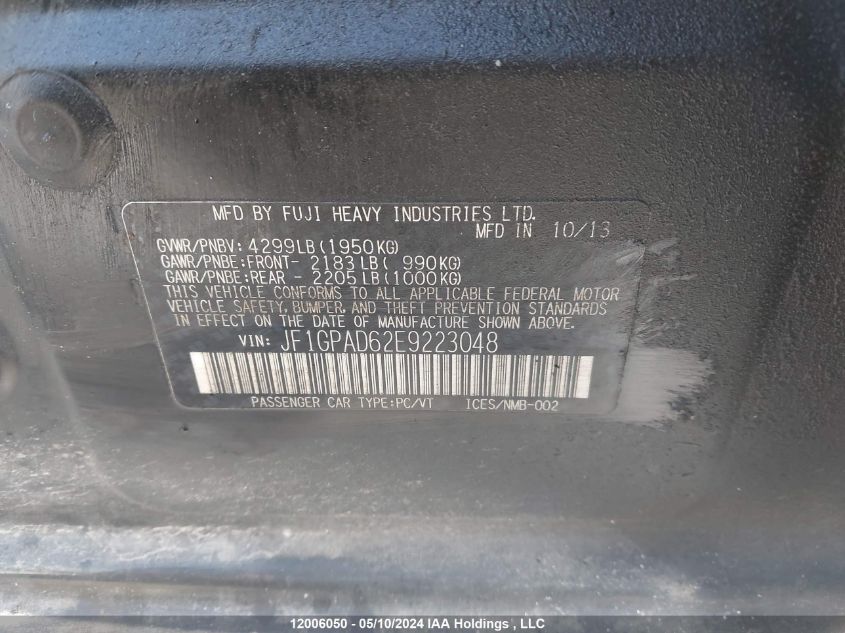 MFD BY FUJI HEAVY INDUSTRIES LTD.
MFD IN 10/13
GVWR/PNBV: 4299LB(1950KG)
GAWR/PNBE:FRONT- 2183LB( 990KG)
GAWR/PNBE:REAR - 2205LB(1000KG)
THIS VEHICLE CONFORMS TO ALL APPLICABLE FEDERAL MOTOR
VEHICLE SAFETY, BUMPER, AND THEFT PREVENTION STANDARDS
IN EFFECT ON THE DATE OF MANUFACTURE SHOWN ABOVE.
VIN: JF1GPAD62E9223048
PASSENGER CAR TYPE:PC/VT ICES/NMB-002
12006050 - 05/10/2024 IAA Holdings , LLC